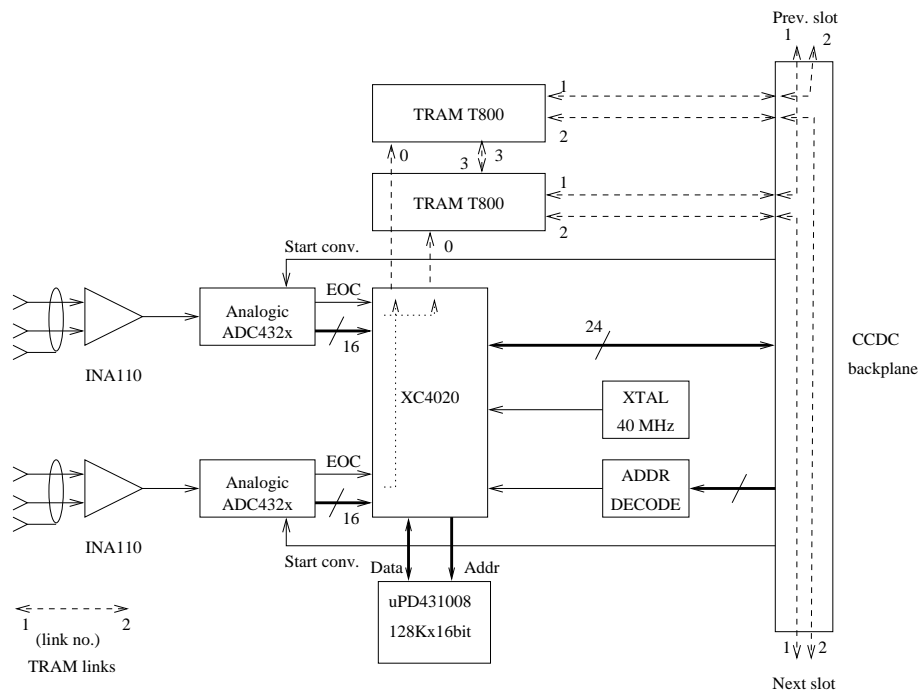 Prev. slot
1
2
TRAM T800
1
2
0
3
3
TRAM T800
1
2
0
Start conv.
Analogic
ADC432x
EOC
16
INA110
XC4020
24
CCDC
backplane
XTAL
40 MHz
Analogic
ADC432x
EOC
16
INA110
ADDR
DECODE
Start conv.
Data
Addr
uPD431008
128Kx16bit
1
2
(link no.)
TRAM links
1
2
Next slot